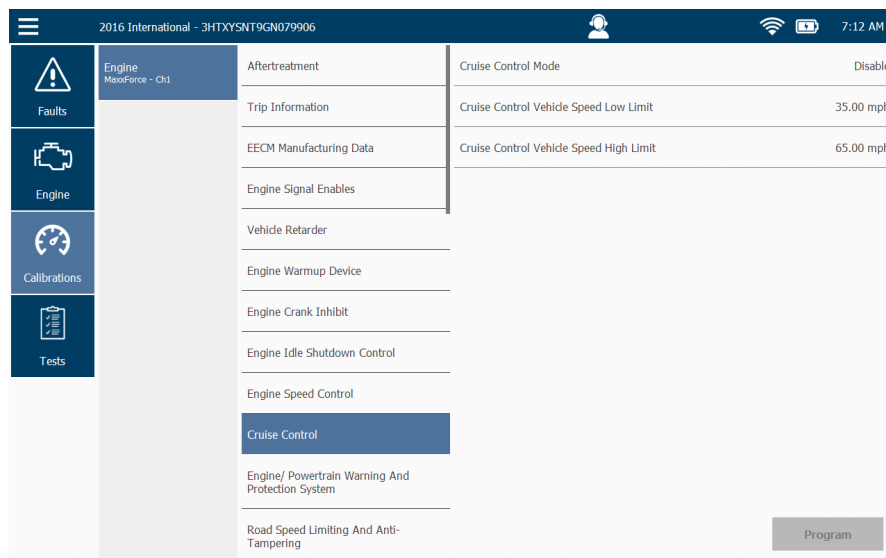 2016 International - 3HTXYSNT9GN079906
7:12 AM
Faults
Engine
Calibrations
Tests
Engine
MaxxForce - Ch1
Aftertreatment
Trip Information
EECM Manufacturing Data
Engine Signal Enables
Vehicle Retarder
Engine Warmup Device
Engine Crank Inhibit
Engine Idle Shutdown Control
Engine Speed Control
Cruise Control
Engine/ Powertrain Warning And
Protection System
Road Speed Limiting And Anti-
Tampering
Cruise Control Mode
Disable
Cruise Control Vehicle Speed Low Limit
35.00 mph
Cruise Control Vehicle Speed High Limit
65.00 mph
Program